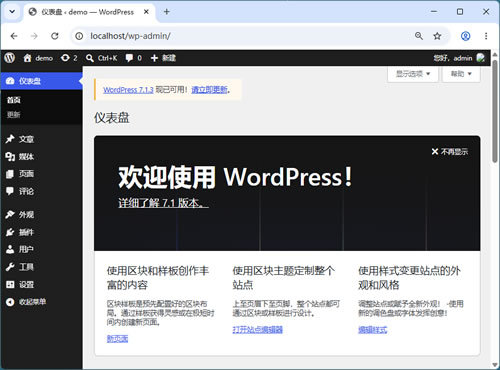 仪表盘 ‹ demo — WordPress
localhost/wp-admin/
demo
2
Ctrl+K
0
新建
您好，admin
仪表盘
首页
更新
文章
媒体
页面
评论
外观
插件
用户
工具
设置
收起菜单
显示选项
帮助
WordPress 7.1.3 现已可用！请立即更新。
仪表盘
不再显示
欢迎使用 WordPress！
详细了解 7.1 版本。
使用区块和样板创作丰
富的内容
区块样板是预先配置好的区块布
局。通过样板获得灵感或在极短时
间内创建新页面。
新页面
使用区块主题定制整个
站点
上至页眉下至页脚，整个站点都可
通过区块或样板进行设计。
打开站点编辑器
使用样式变更站点的外
观和风格
调整站点或赋予全新外观！ -使用
新的调色盘或字体发挥创意！
编辑样式